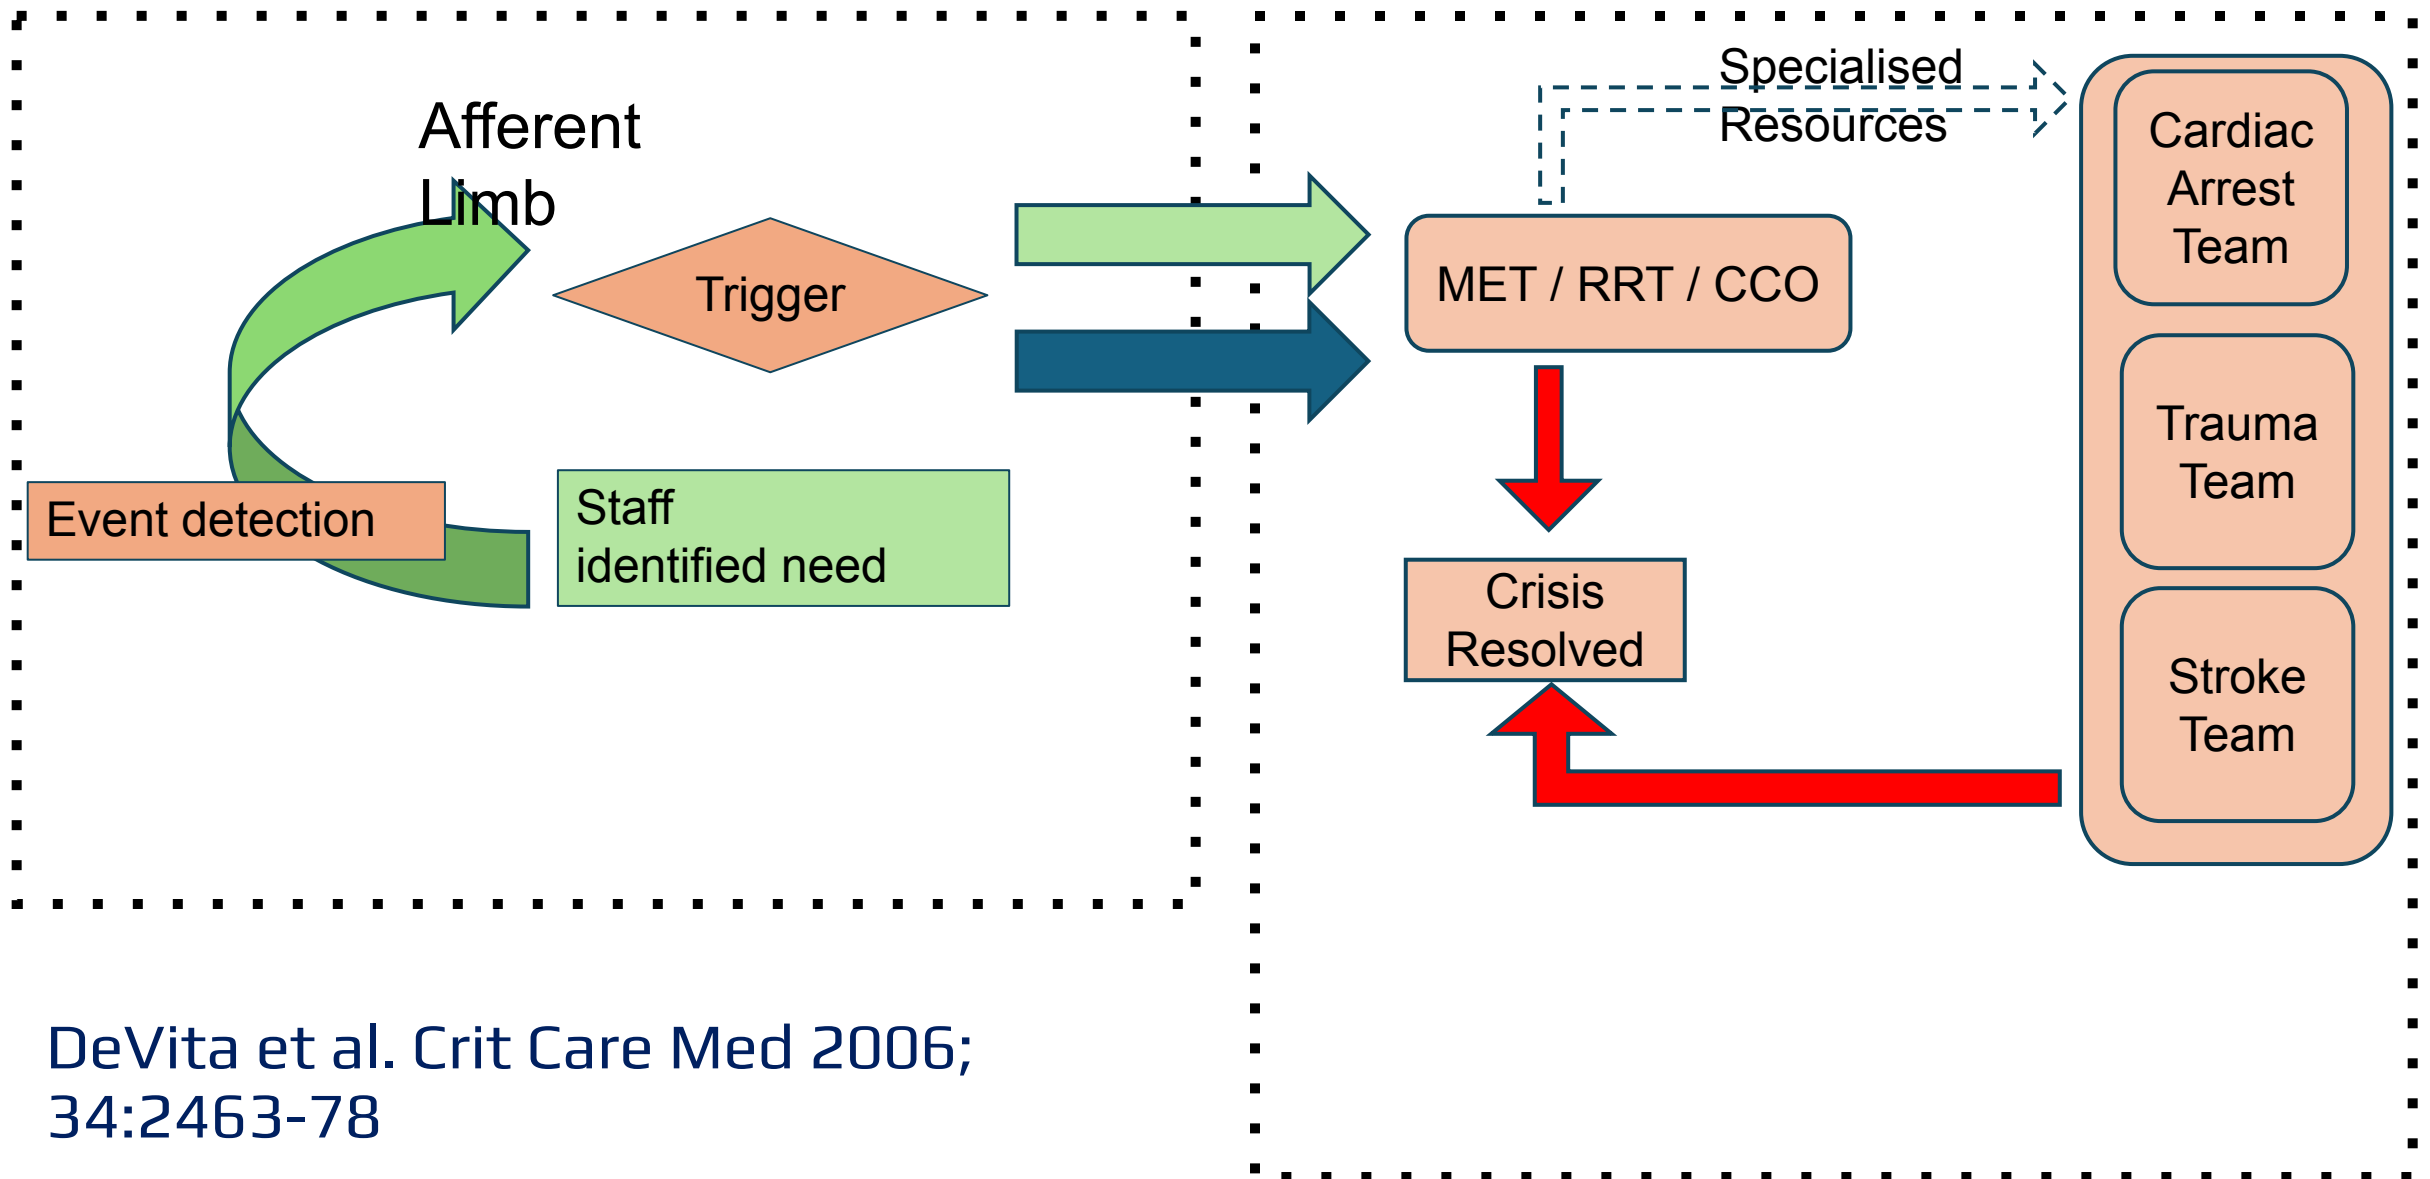 Afferent
Limb
Trigger
Event detection
Staff
identified need
Specialised
Resources
MET / RRT / CCO
Crisis
Resolved
Cardiac
Arrest
Team
Trauma
Team
Stroke
Team
DeVita et al. Crit Care Med 2006;
34:2463-78